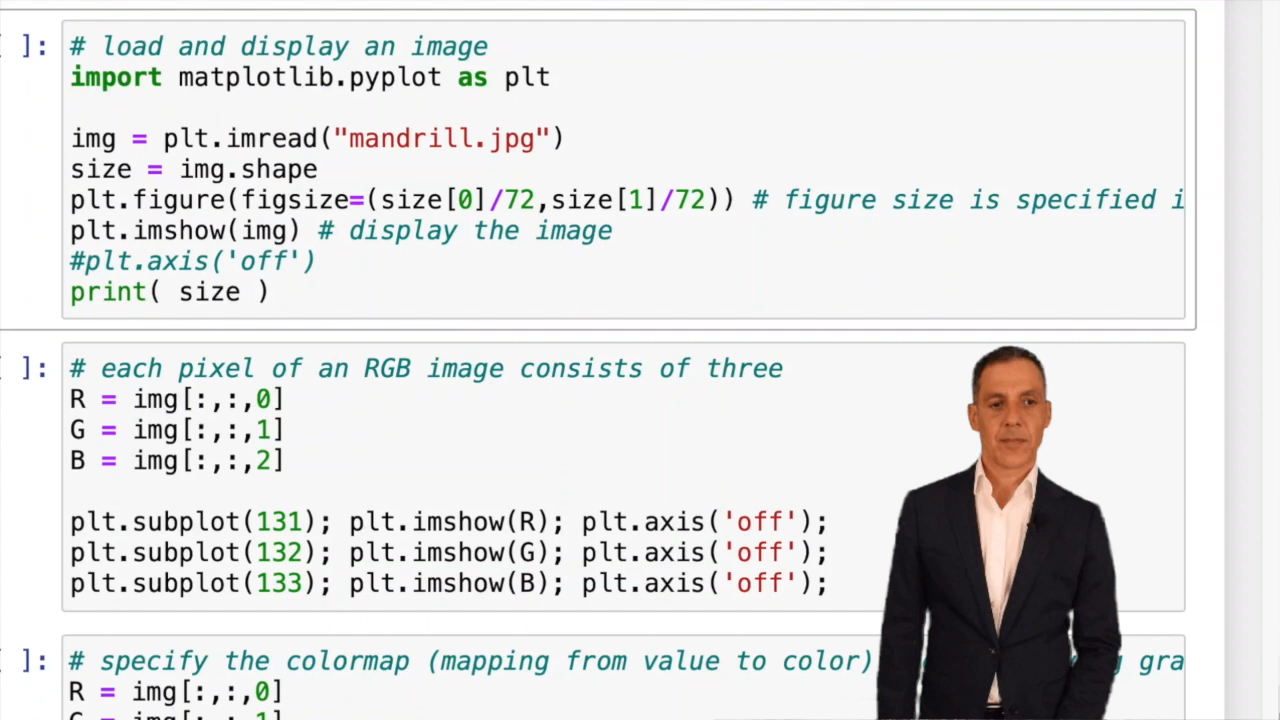 ]: # load and display an image
import matplotlib.pyplot as plt
img = plt.imread("mandrill.jpg")
size = img.shape
plt.figure(figsize=(size[0]/72,size[1]/72)) # figure size is specified i
plt.imshow(img) # display the image
#plt.axis('off')
print( size )
]: # each pixel of an RGB image consists of three
R = img[:,:,0]
G = img[:,:,1]
B = img[:,:,2]
plt.subplot(131); plt.imshow(R); plt.axis('off');
plt.subplot(132); plt.imshow(G); plt.axis('off');
plt.subplot(133); plt.imshow(B); plt.axis('off');
]: # specify the colormap (mapping from value to color)
R = img[:,:,0]